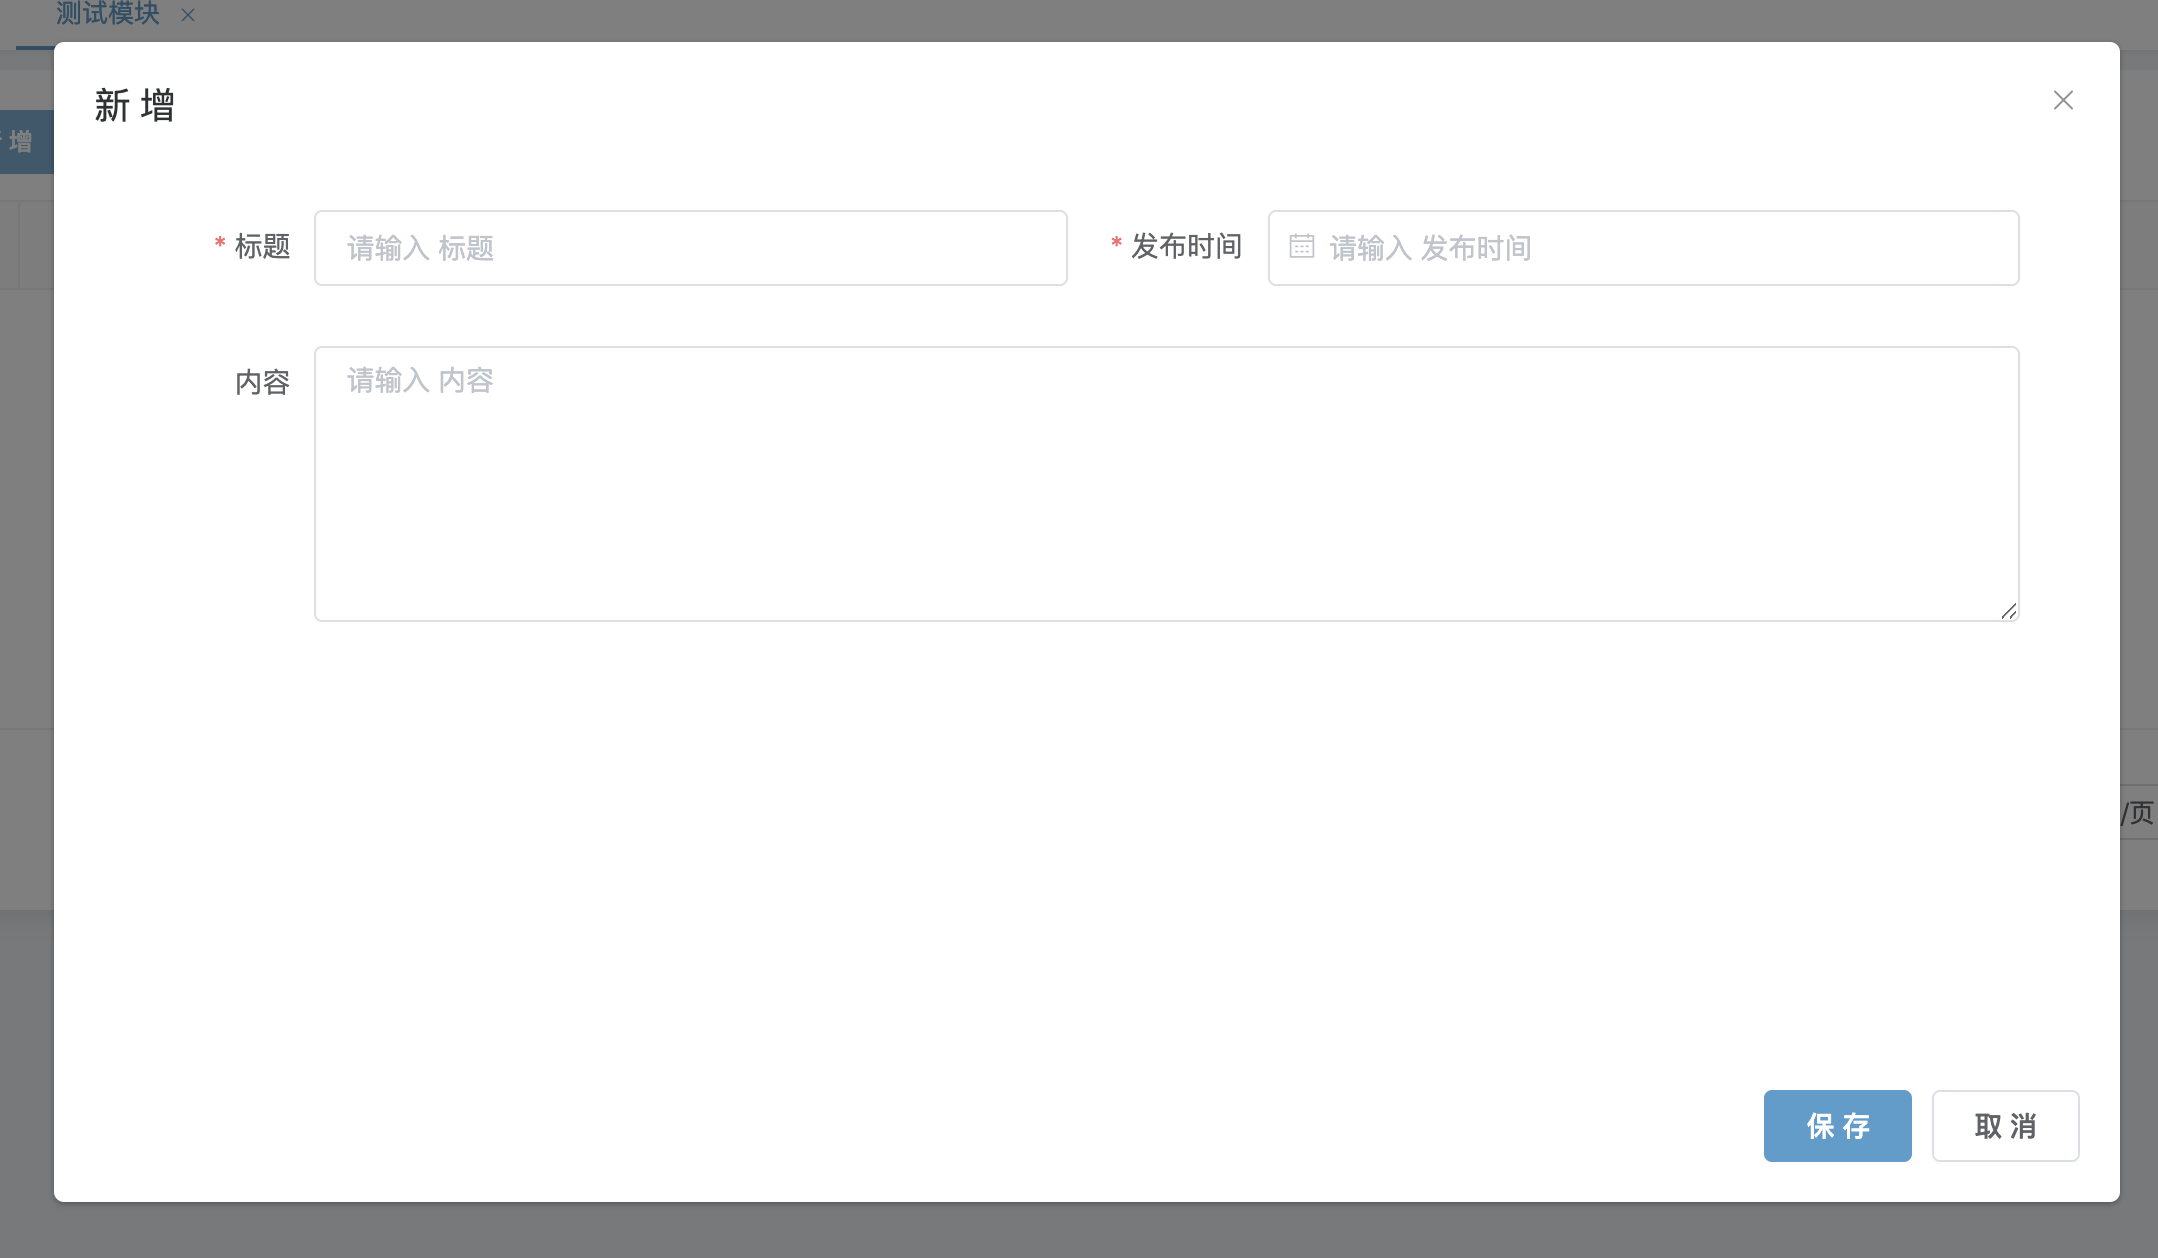 测试模块
新 增
增
* 标题
请输入 标题
* 发布时间
请输入 发布时间
内容
请输入 内容
/页
保 存
取 消